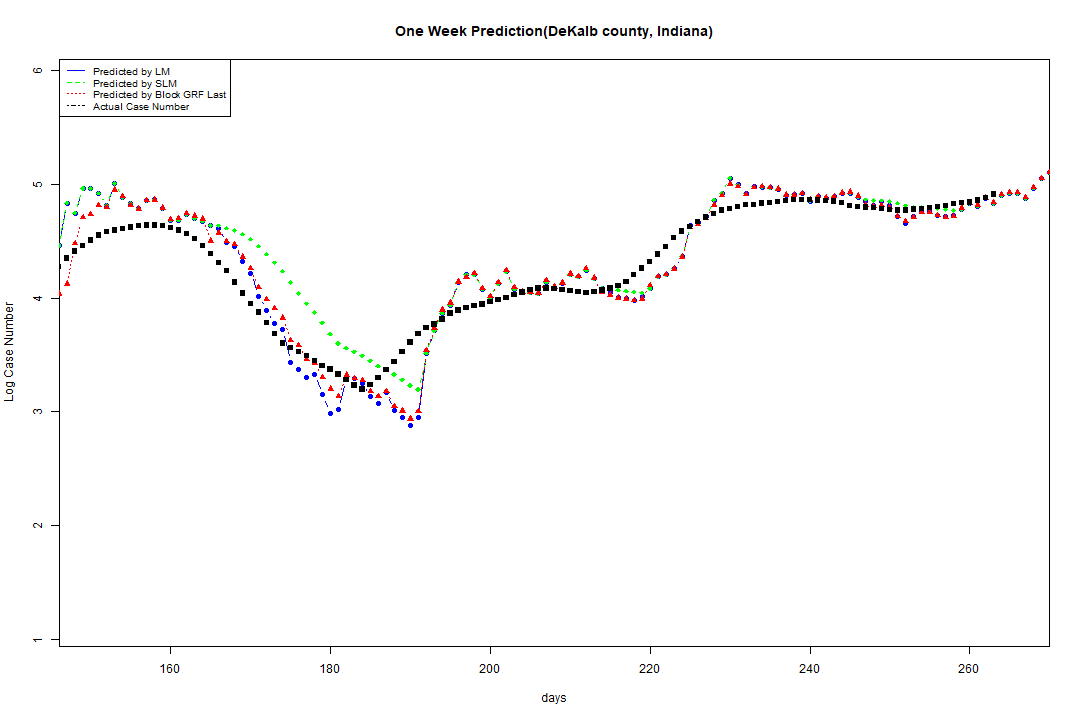 One Week Prediction(DeKalb county, Indiana)
Predicted by LM
Predicted by SLM
Predicted by Block GRF Last
Actual Case Number
6
5
4
3
2
1
Log Case Number
160 180 200 220 240 260
days